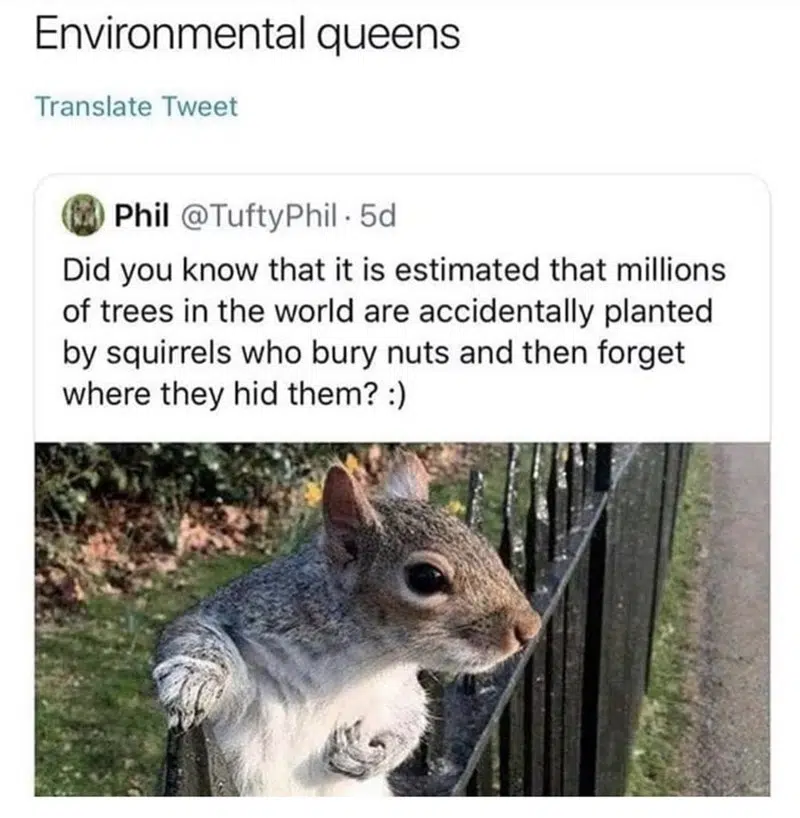 Environmental queens
Translate Tweet
Phil @TuftyPhil · 5d
Did you know that it is estimated that millions
of trees in the world are accidentally planted
by squirrels who bury nuts and then forget
where they hid them? :)